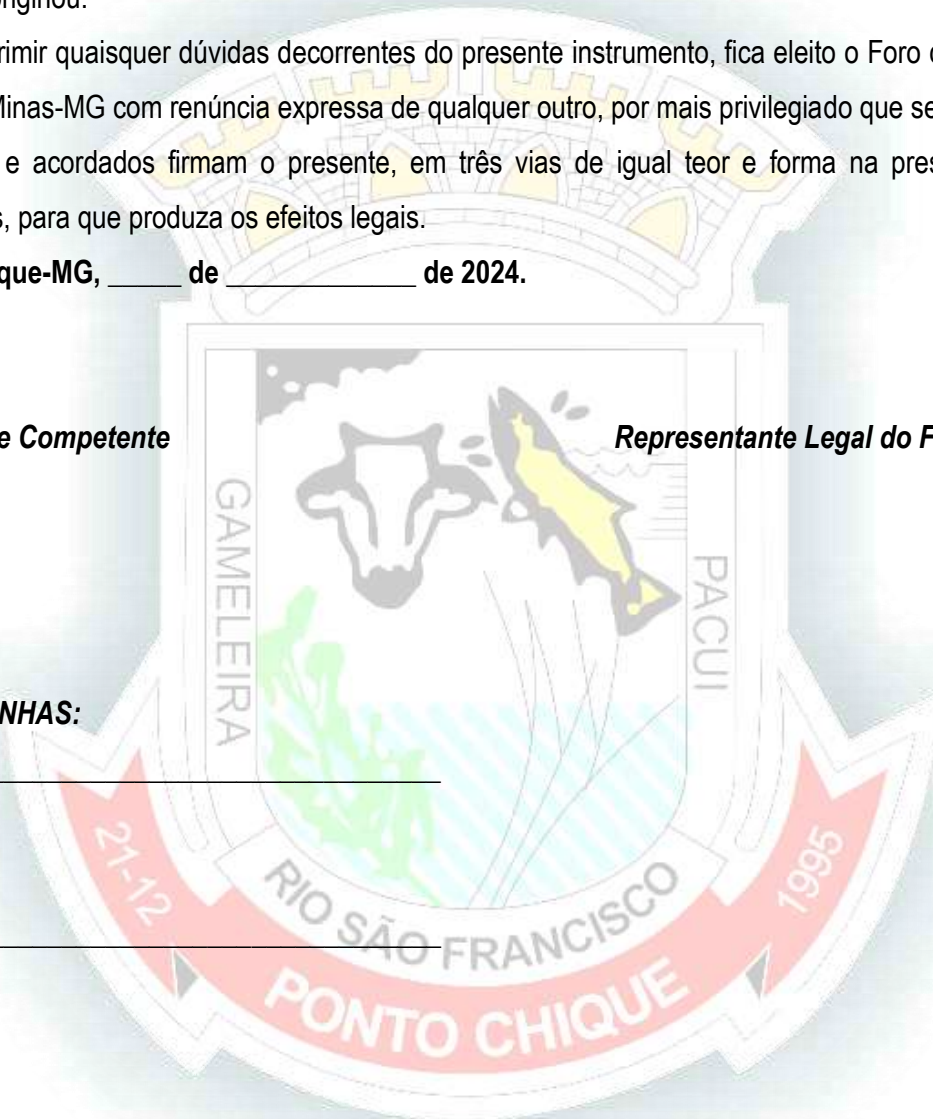 originou.
rimir quaisquer dúvidas decorrentes do presente instrumento, fica eleito o Foro
Minas-MG com renúncia expressa de qualquer outro, por mais privilegiado que se
e acordados firmam o presente, em três vias de igual teor e forma na pres
s, para que produza os efeitos legais.
que-MG, _____ de _____________ de 2024.
e Competente Representante Legal do F
GAMELEIRA
PACUI
NHAS:
21-12
1995
RIO SÃO FRANCISCO
PONTO CHIQUE